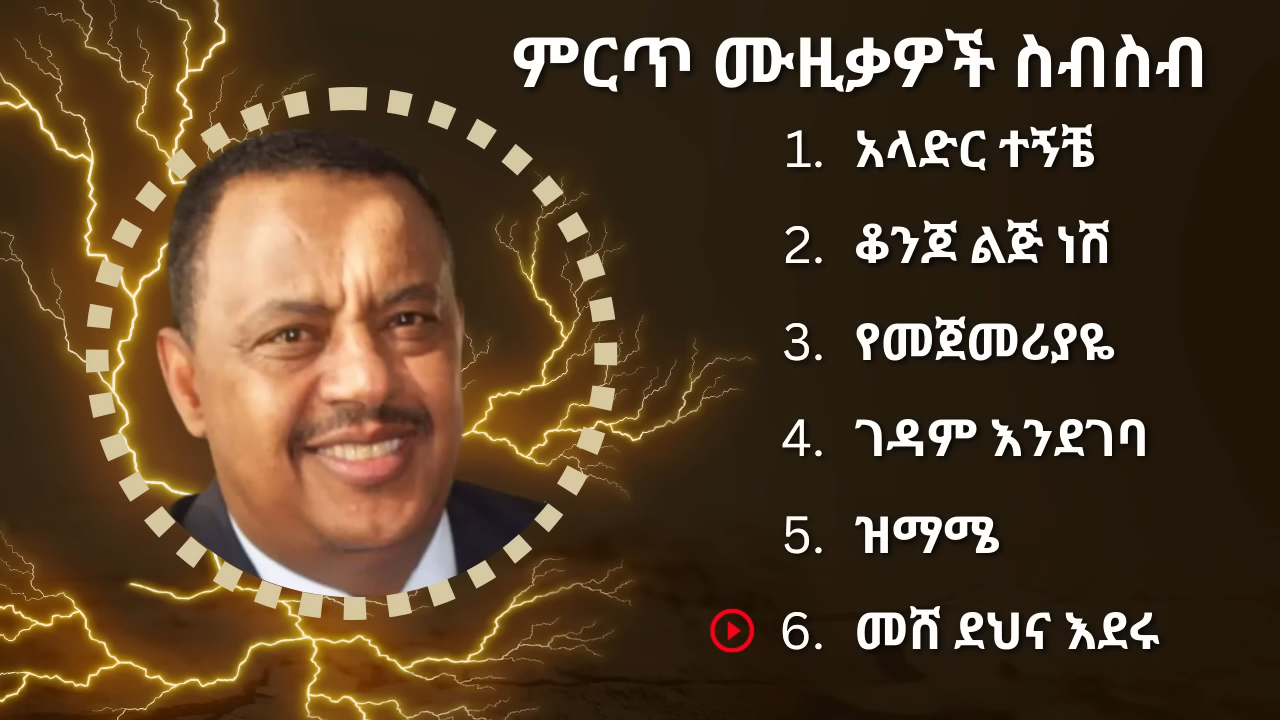 ምርጥ ሙዚቃዎች ስብስብ
1. አላድር ተኝቼ
2. ቆንጆ ልጅ ነሽ
3. የመጀመሪያዬ
4. ገዳም እንደገባ
5. ዝማሜ
6. መሸ ደህና እደሩ